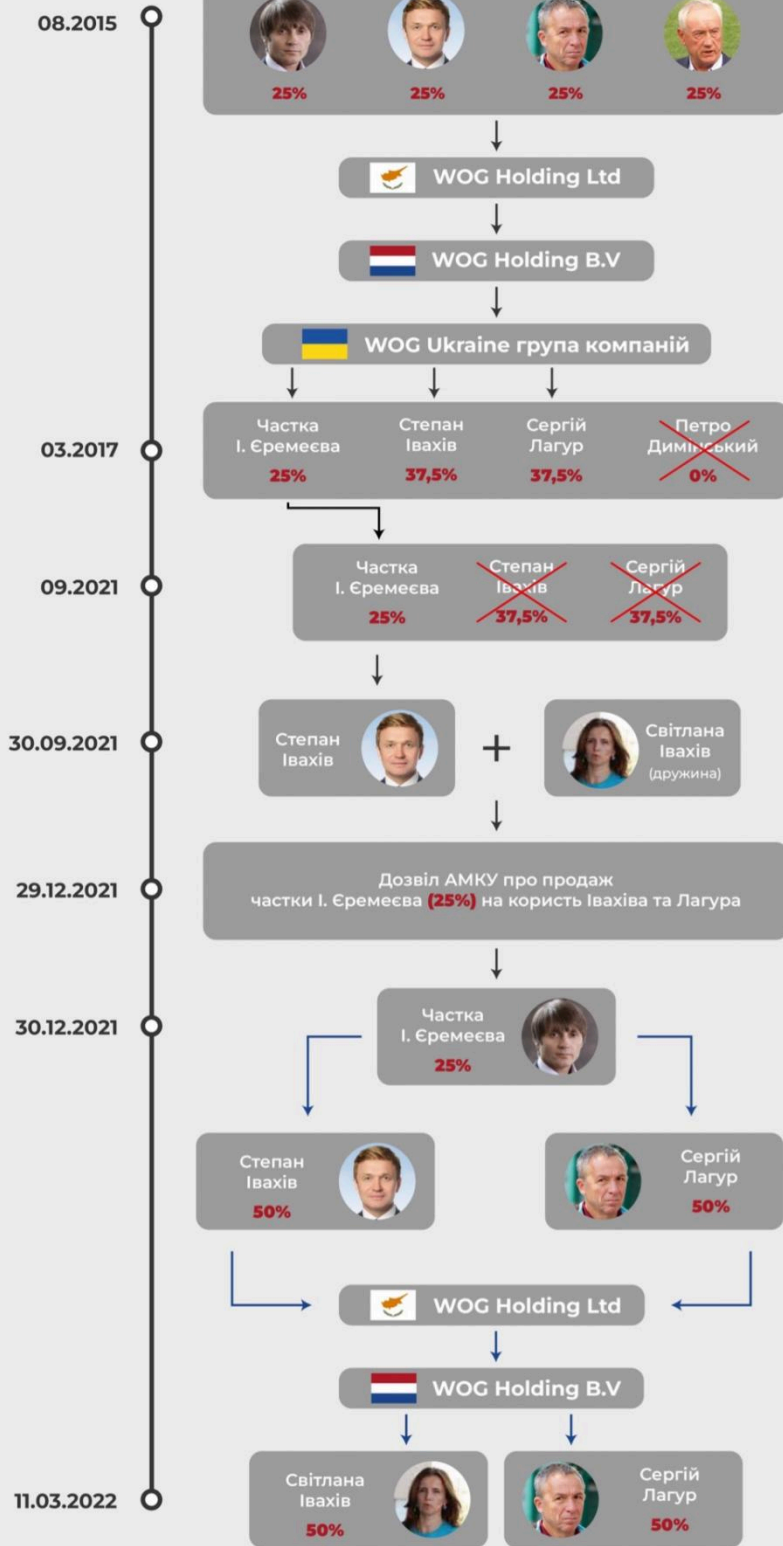 08.2015
25%
25%
25%
25%
WOG Holding Ltd
WOG Holding B.V
WOG Ukraine група компаній
03.2017
Частка
І. Єремеєва
25%
Степан
Івахів
37,5%
Сергій
Лагур
37,5%
Петро
Димінський
0%
09.2021
Частка
І. Єремеєва
25%
Степан
Івахів
37,5%
Сергій
Лагур
37,5%
30.09.2021
Степан
Івахів
+
Світлана
Івахів
(дружина)
29.12.2021
Дозвіл АМКУ про продаж
частки І. Єремеєва (25%) на користь Івахіва та Лагура
30.12.2021
Частка
І. Єремеєва
25%
Степан
Івахів
50%
Сергій
Лагур
50%
WOG Holding Ltd
WOG Holding B.V
11.03.2022
Світлана
Івахів
50%
Сергій
Лагур
50%